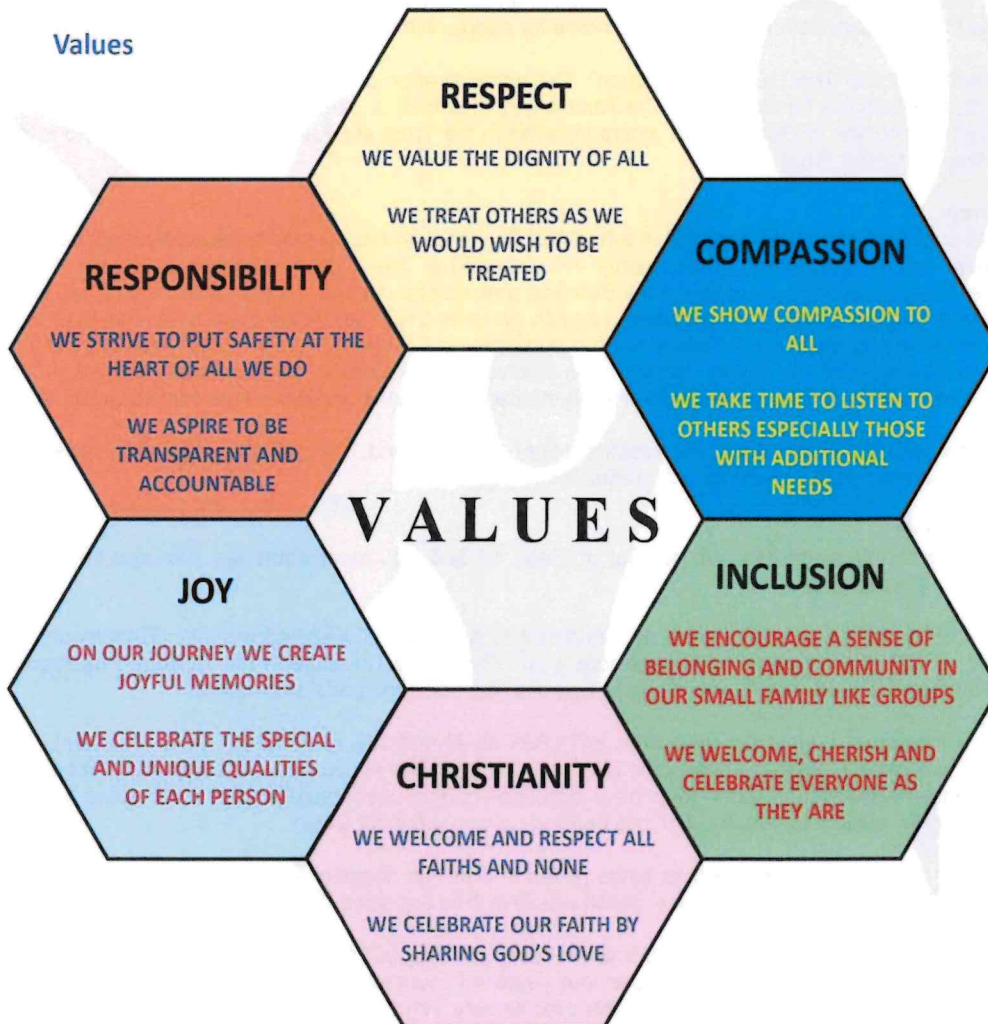 Values
RESPECT
WE VALUE THE DIGNITY OF ALL
WE TREAT OTHERS AS WE
WOULD WISH TO BE
TREATED
COMPASSION
WE SHOW COMPASSION TO
ALL
WE TAKE TIME TO LISTEN TO
OTHERS ESPECIALLY THOSE
WITH ADDITIONAL
NEEDS
RESPONSIBILITY
WE STRIVE TO PUT SAFETY AT THE
HEART OF ALL WE DO
WE ASPIRE TO BE
TRANSPARENT AND
ACCOUNTABLE
VALUES
JOY
ON OUR JOURNEY WE CREATE
JOYFUL MEMORIES
WE CELEBRATE THE SPECIAL
AND UNIQUE QUALITIES
OF EACH PERSON
INCLUSION
WE ENCOURAGE A SENSE OF
BELONGING AND COMMUNITY IN
OUR SMALL FAMILY LIKE GROUPS
WE WELCOME, CHERISH AND
CELEBRATE EVERYONE AS
THEY ARE
CHRISTIANITY
WE WELCOME AND RESPECT ALL
FAITHS AND NONE
WE CELEBRATE OUR FAITH BY
SHARING GOD'S LOVE